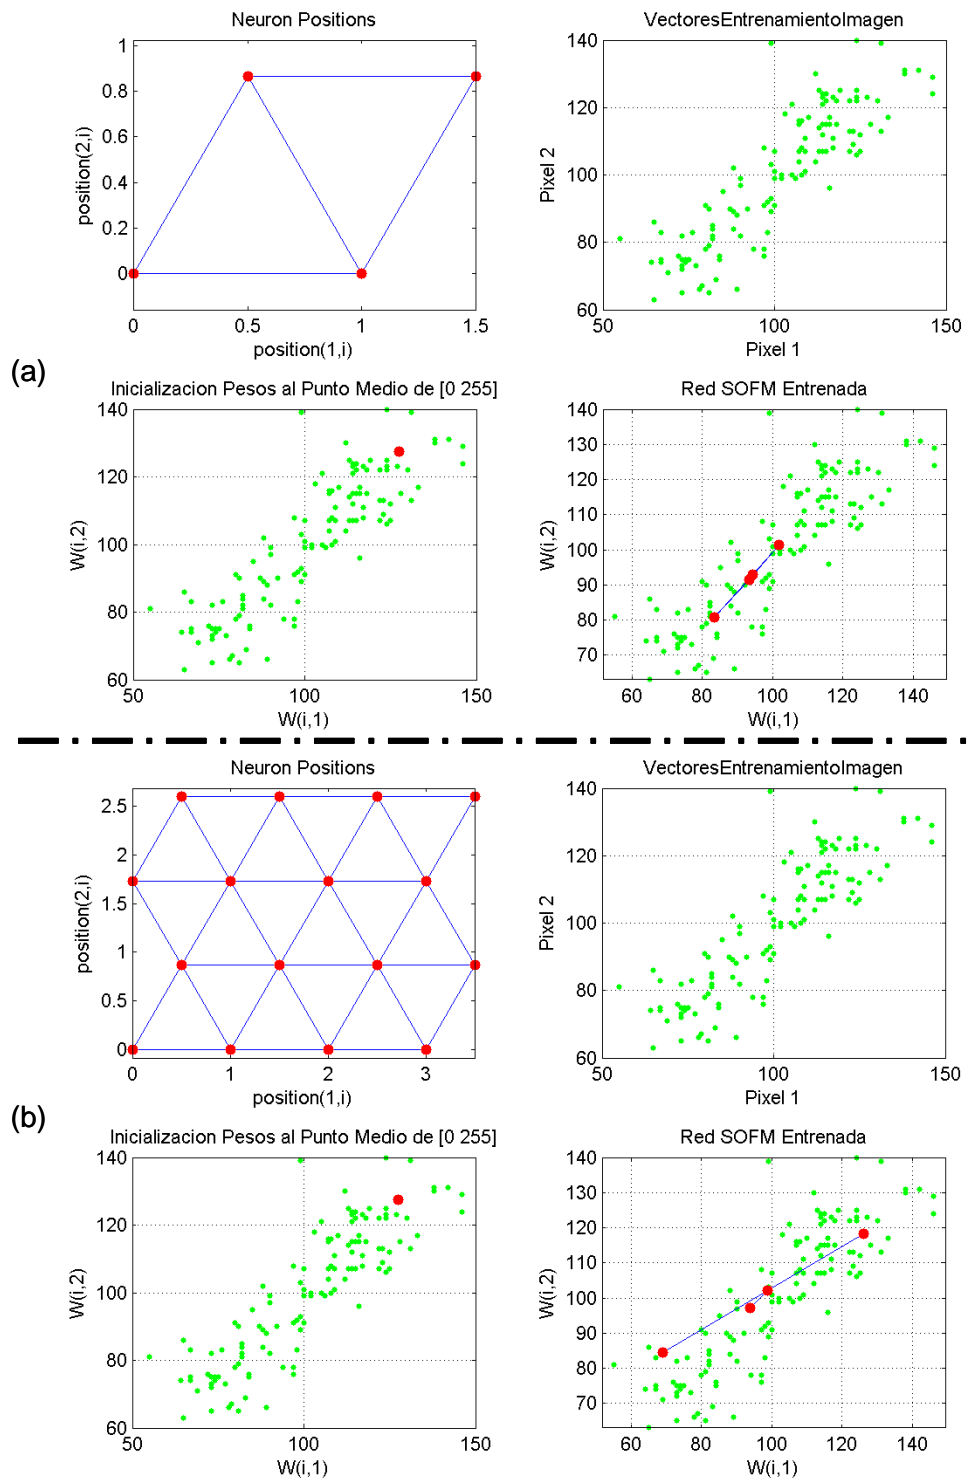 Neuron Positions
1
0.8
0.6
0.4
0.2
0
position(2,i)
0 0.5 1 1.5
position(1,i)
VectoresEntrenamientoImagen
140
120
100
80
60
Pixel 2
50 100 150
Pixel 1
(a)
Inicializacion Pesos al Punto Medio de [0 255]
140
120
100
80
60
W(i,2)
50 100 150
W(i,1)
Red SOFM Entrenada
140
130
120
110
100
90
80
70
W(i,2)
60 80 100 120 140
W(i,1)
Neuron Positions
2.5
2
1.5
1
0.5
0
position(2,i)
0 1 2 3
position(1,i)
VectoresEntrenamientoImagen
140
120
100
80
60
Pixel 2
50 100 150
Pixel 1
(b)
Inicializacion Pesos al Punto Medio de [0 255]
140
120
100
80
60
W(i,2)
50 100 150
W(i,1)
Red SOFM Entrenada
140
130
120
110
100
90
80
70
W(i,2)
60 80 100 120 140
W(i,1)